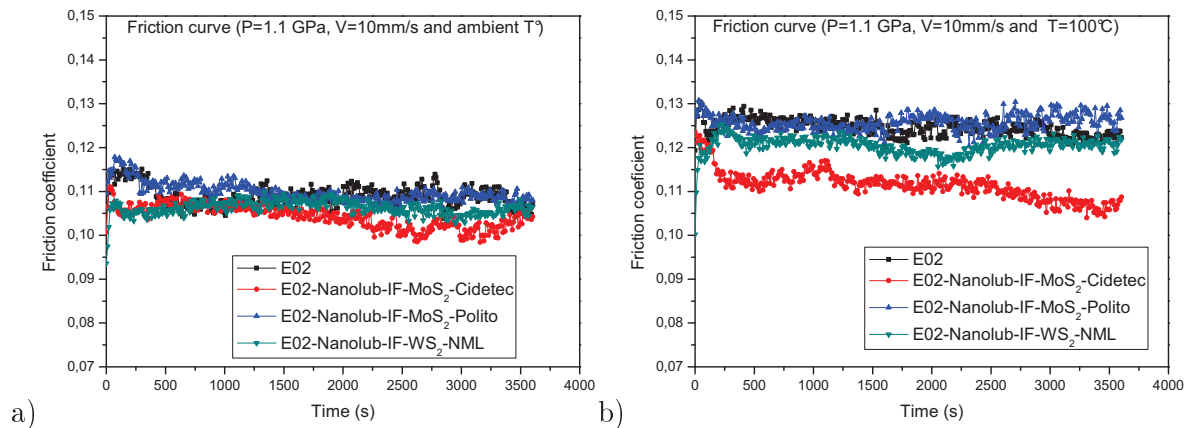 Friction curve (P=1.1 GPa, V=10mm/s and ambient T°)
0,15
0,14
0,13
0,12
0,11
0,10
0,09
0,08
0,07
Friction coeficient
E02
E02-Nanolub-IF-MoS₂-Cidetec
E02-Nanolub-IF-MoS₂-Polito
E02-Nanolub-IF-WS₂-NML
0 500 1000 1500 2000 2500 3000 3500 4000
Time (s)
a)
Friction curve (P=1.1 GPa, V=10mm/s and T=100°C)
0,15
0,14
0,13
0,12
0,11
0,10
0,09
0,08
0,07
Friction coefficient
E02
E02-Nanolub-IF-MoS₂-Cidetec
E02-Nanolub-IF-MoS₂-Polito
E02-Nanolub-IF-WS₂-NML
0 500 1000 1500 2000 2500 3000 3500 4000
Time (s)
b)